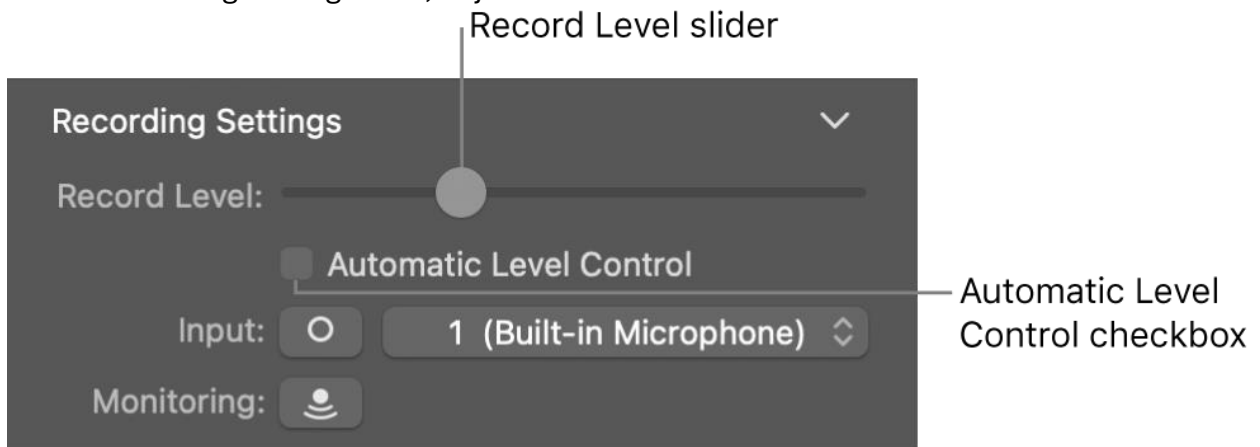 Record Level slider
Recording Settings
Record Level:
Automatic Level Control
Automatic Level
Control checkbox
Input: 1 (Built-in Microphone)
Monitoring: